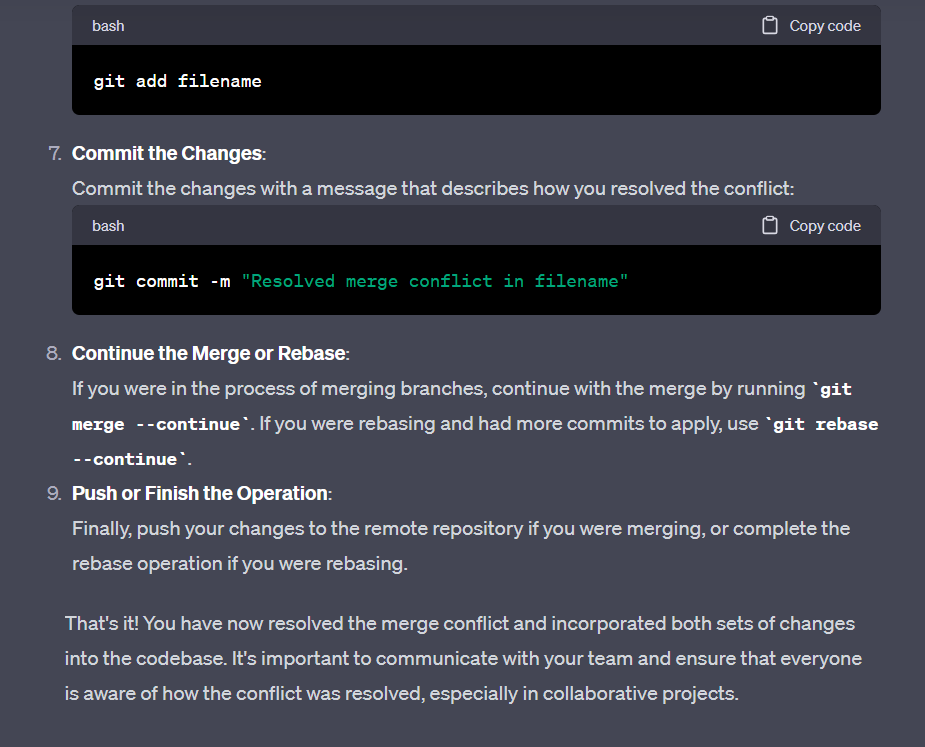 bash
Copy code
git add filename
7. Commit the Changes:
Commit the changes with a message that describes how you resolved the conflict:
bash
Copy code
git commit -m "Resolved merge conflict in filename"
8. Continue the Merge or Rebase:
If you were in the process of merging branches, continue with the merge by running `git
merge --continue`. If you were rebasing and had more commits to apply, use `git rebase
--continue`.
9. Push or Finish the Operation:
Finally, push your changes to the remote repository if you were merging, or complete the
rebase operation if you were rebasing.
That's it! You have now resolved the merge conflict and incorporated both sets of changes
into the codebase. It's important to communicate with your team and ensure that everyone
is aware of how the conflict was resolved, especially in collaborative projects.